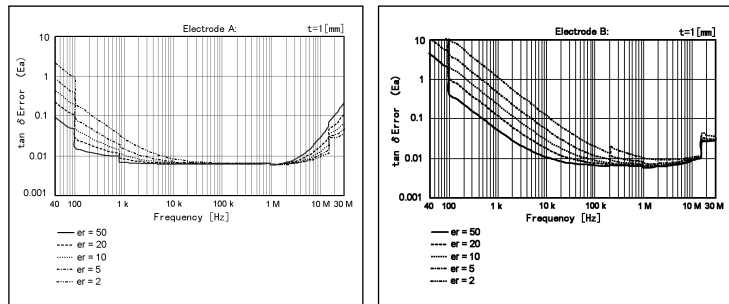 Electrode A: t=1[mm]
10
1
0.1
0.01
0.001
tan δ Error (Ea)
40 100 1 k 10 k 100 k 1 M 10 M 30 M
Frequency [Hz]
er = 50
er = 20
er = 10
er = 5
er = 2
Electrode B: t=1[mm]
10
1
0.1
0.01
0.001
tan δ Error (Ea)
40 100 1 k 10 k 100 k 1 M 10 M 30 M
Frequency [Hz]
er = 50
er = 20
er = 10
er = 5
er = 2